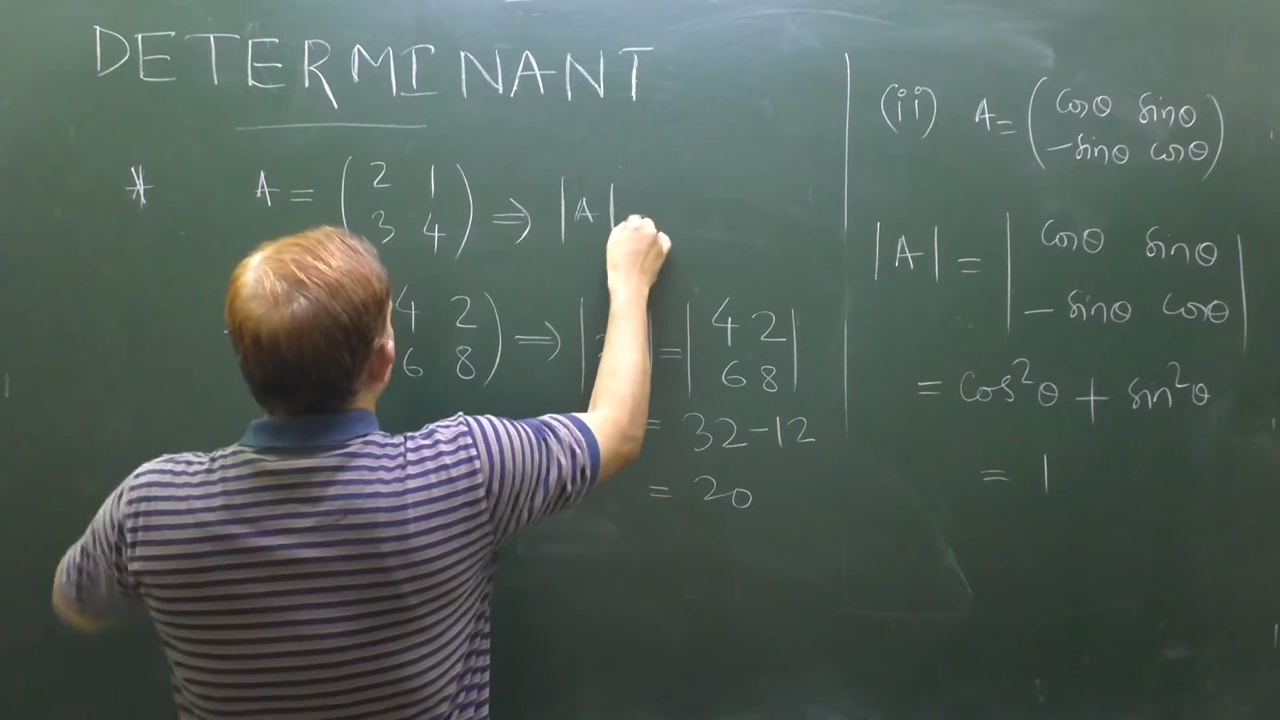 DETERMINANT
* A = ( 2 1 ) ⇒ |A|
3 4
4 2 ) ⇒ | | = | 4 2 |
6 8 6 8
= 32 - 12
= 20
(ii) A = ( cosθ sinθ )
-sinθ cosθ
|A| = | cosθ sinθ |
- sinθ cosθ
= cos²θ + sin²θ
= 1